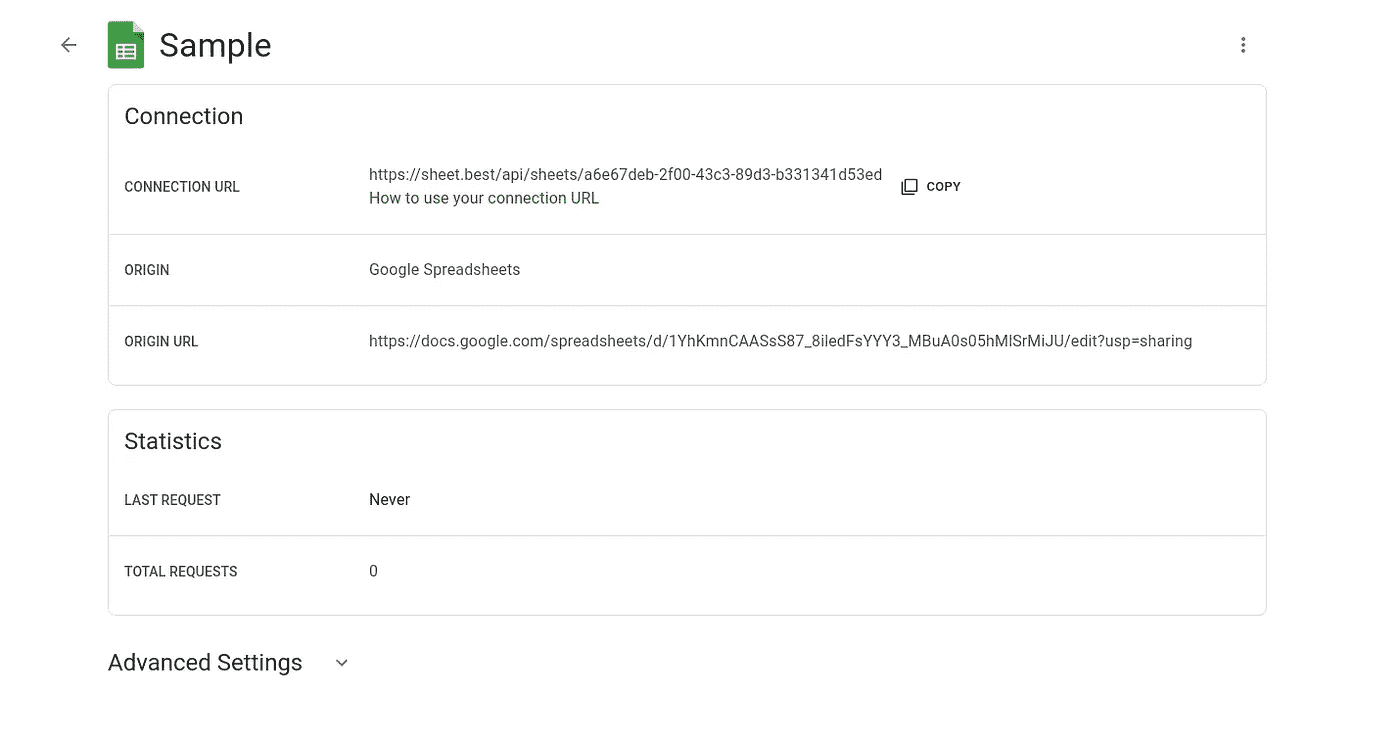 Sample
Connection
CONNECTION URL
https://sheet.best/api/sheets/a6e67deb-2f00-43c3-89d3-b331341d53ed
How to use your connection URL
COPY
ORIGIN
Google Spreadsheets
ORIGIN URL
https://docs.google.com/spreadsheets/d/1YhKmnCAASsS87_8iledFsYYY3_MBuA0s05hMISrMiJU/edit?usp=sharing
Statistics
LAST REQUEST
Never
TOTAL REQUESTS
0
Advanced Settings